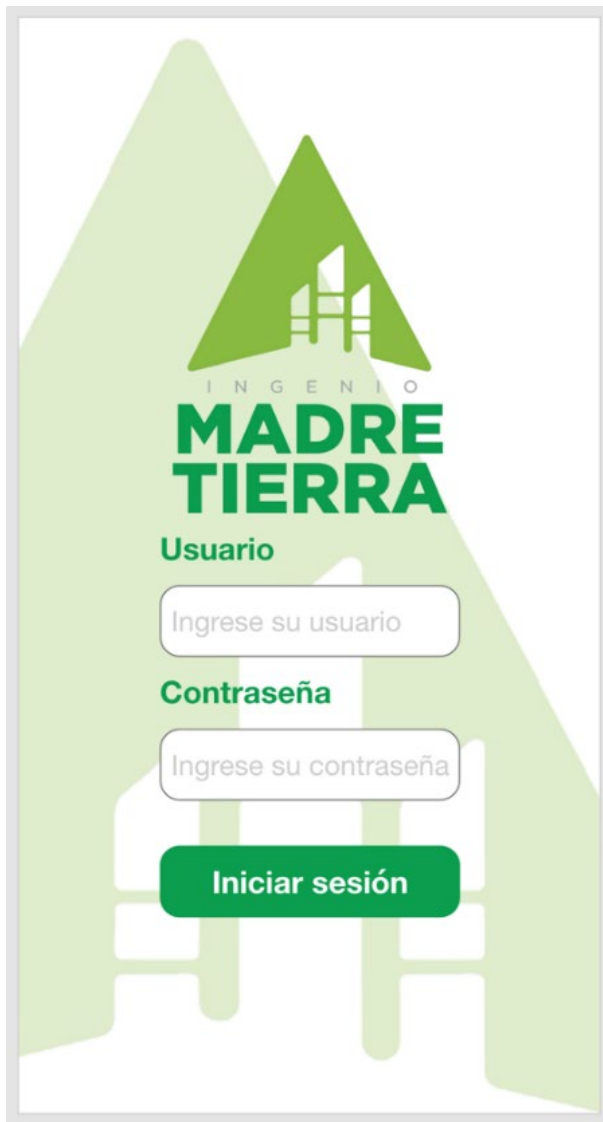 INGENIO
MADRE
TIERRA
Usuario
Ingrese su usuario
Contraseña
Ingrese su contraseña
Iniciar sesión